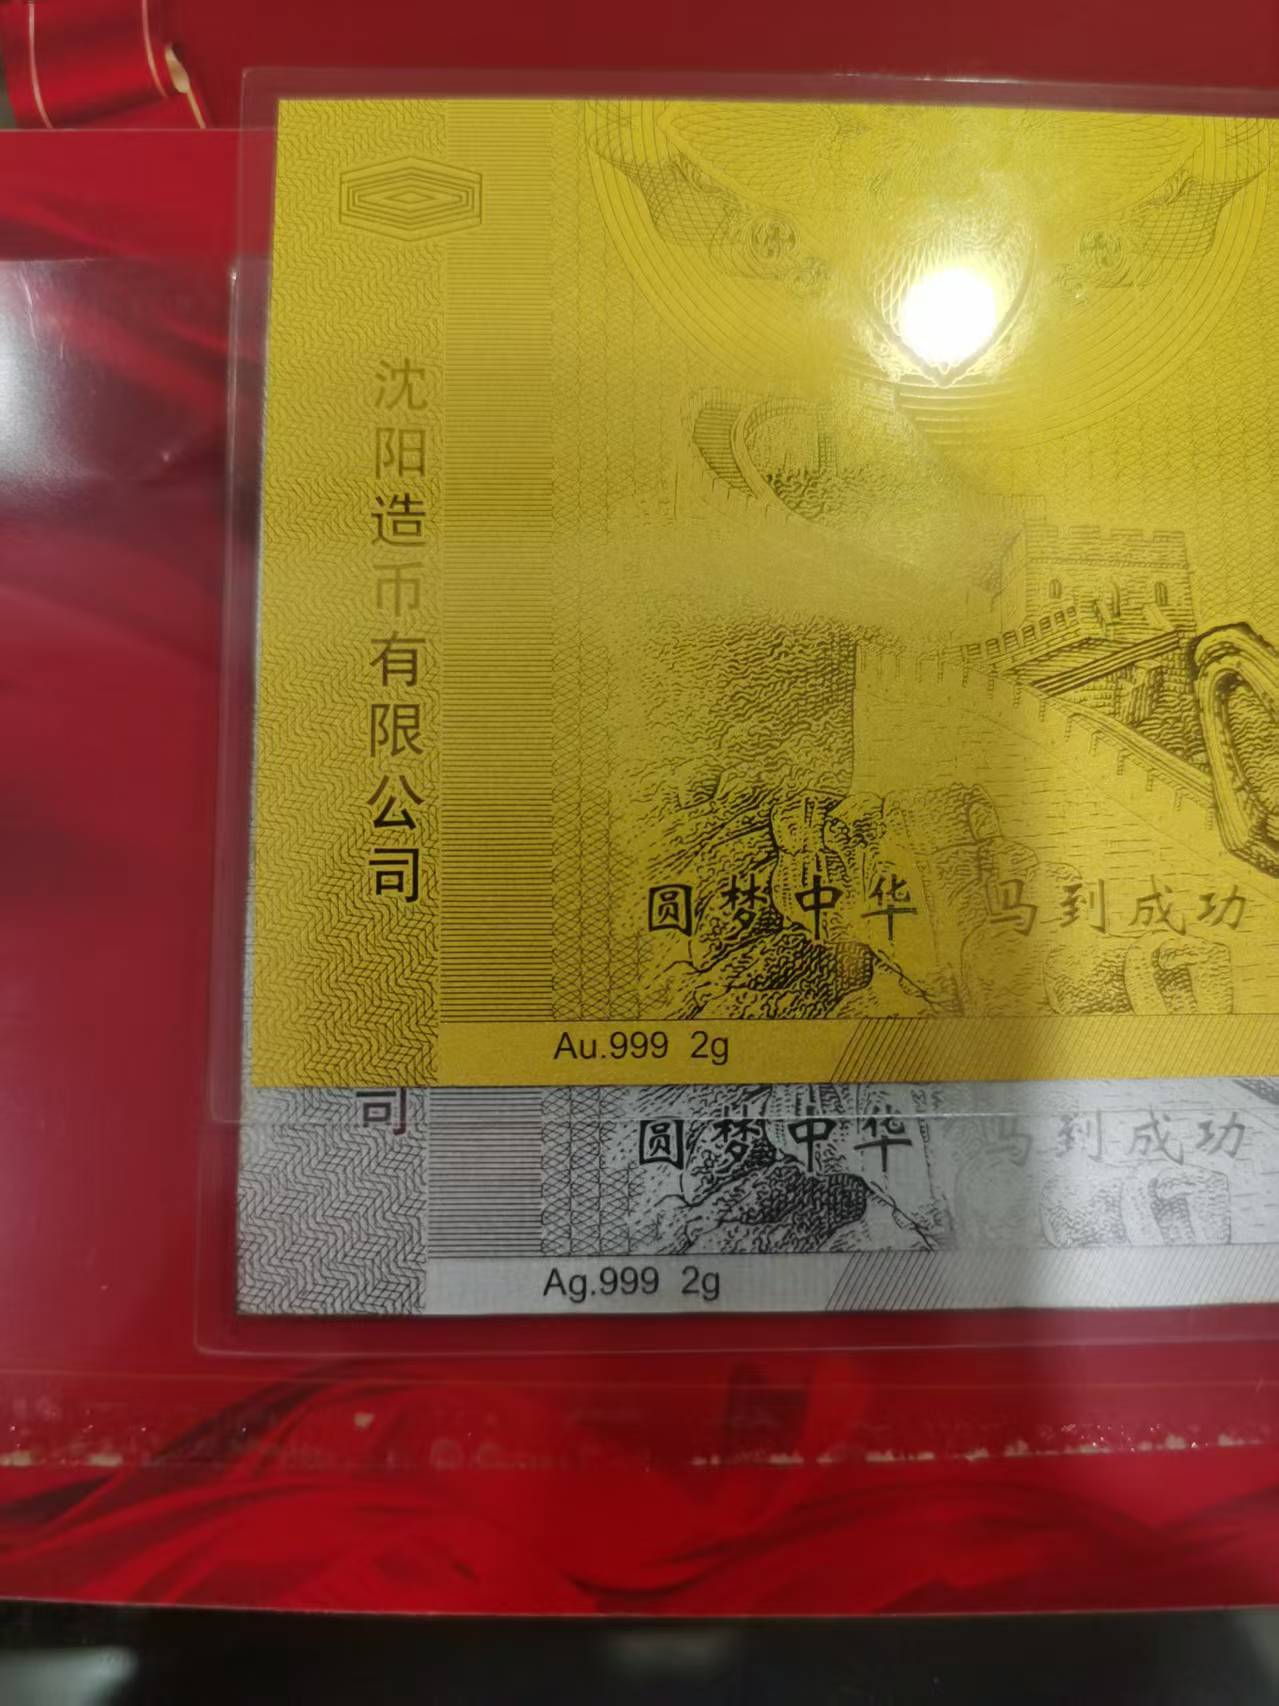 沈阳造币有限公司
圆梦中华 马到成功
Au.999 2g
司
圆梦中华 马到成功
Ag.999 2g